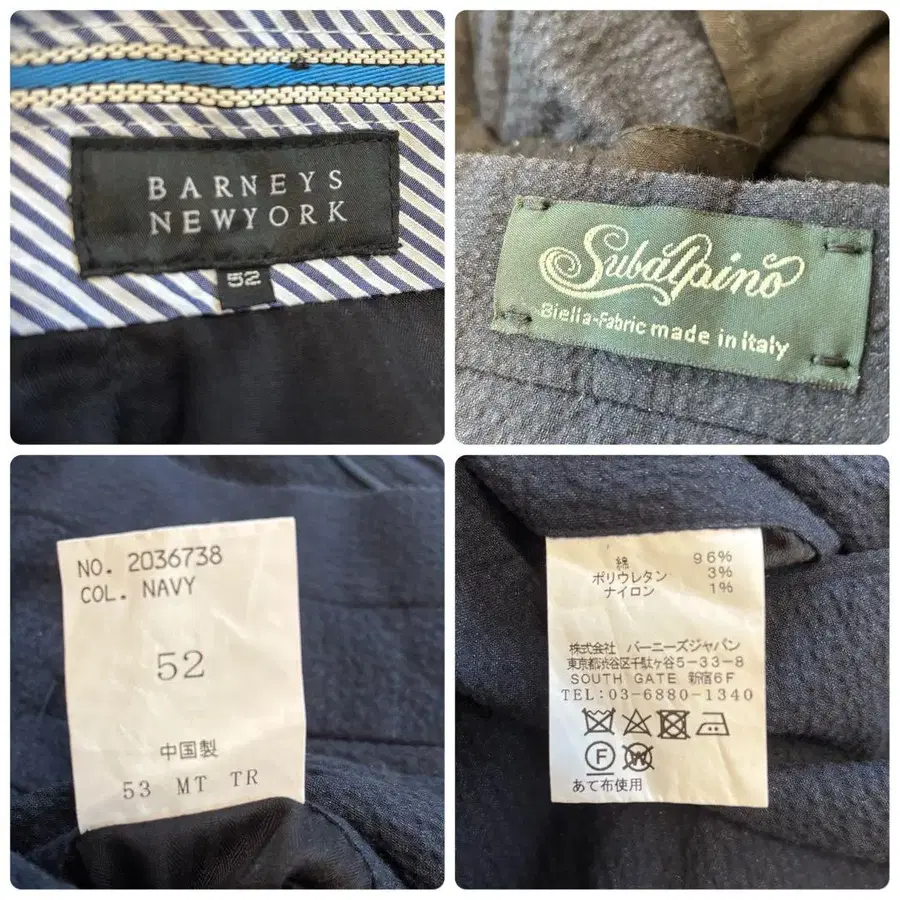 BARNEYS
NEWYORK
52
Subalpino
Biella-Fabric made in Italy
NO. 2036738
COL. NAVY
52
中国製
53 MT TR
綿 96%
ポリウレタン 3%
ナイロン 1%
株式会社 バーニーズジャパン
東京都渋谷区千駄ヶ谷5-33-8
SOUTH GATE 新宿6F
TEL:03-6880-1340
F W
あて布使用